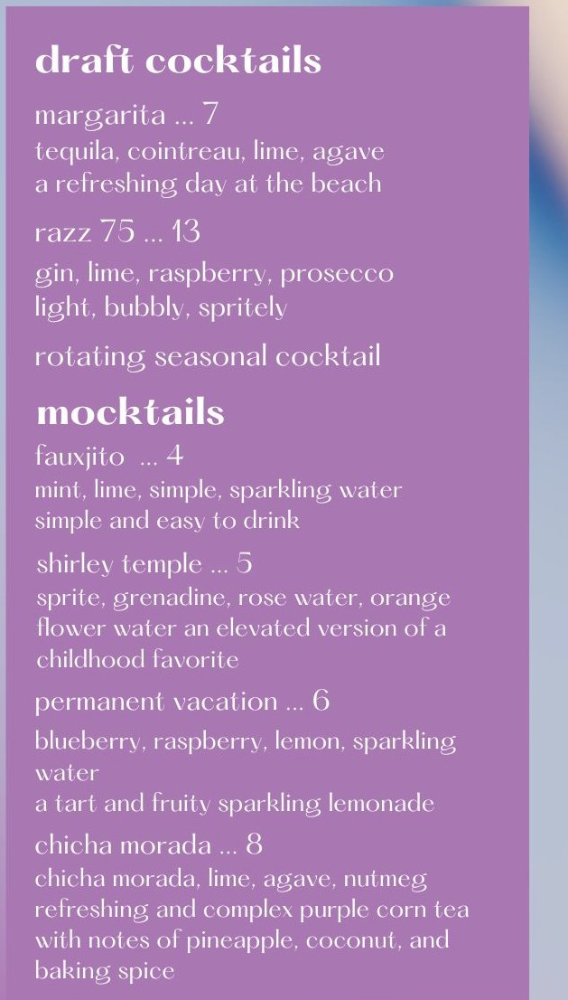 draft cocktails
margarita ... 7
tequila, cointreau, lime, agave
a refreshing day at the beach
razz 75 ... 13
gin, lime, raspberry, prosecco
light, bubbly, spritely
rotating seasonal cocktail
mocktails
fauxjito ... 4
mint, lime, simple, sparkling water
simple and easy to drink
shirley temple ... 5
sprite, grenadine, rose water, orange
flower water an elevated version of a
childhood favorite
permanent vacation ... 6
blueberry, raspberry, lemon, sparkling
water
a tart and fruity sparkling lemonade
chicha morada ... 8
chicha morada, lime, agave, nutmeg
refreshing and complex purple corn tea
with notes of pineapple, coconut, and
baking spice